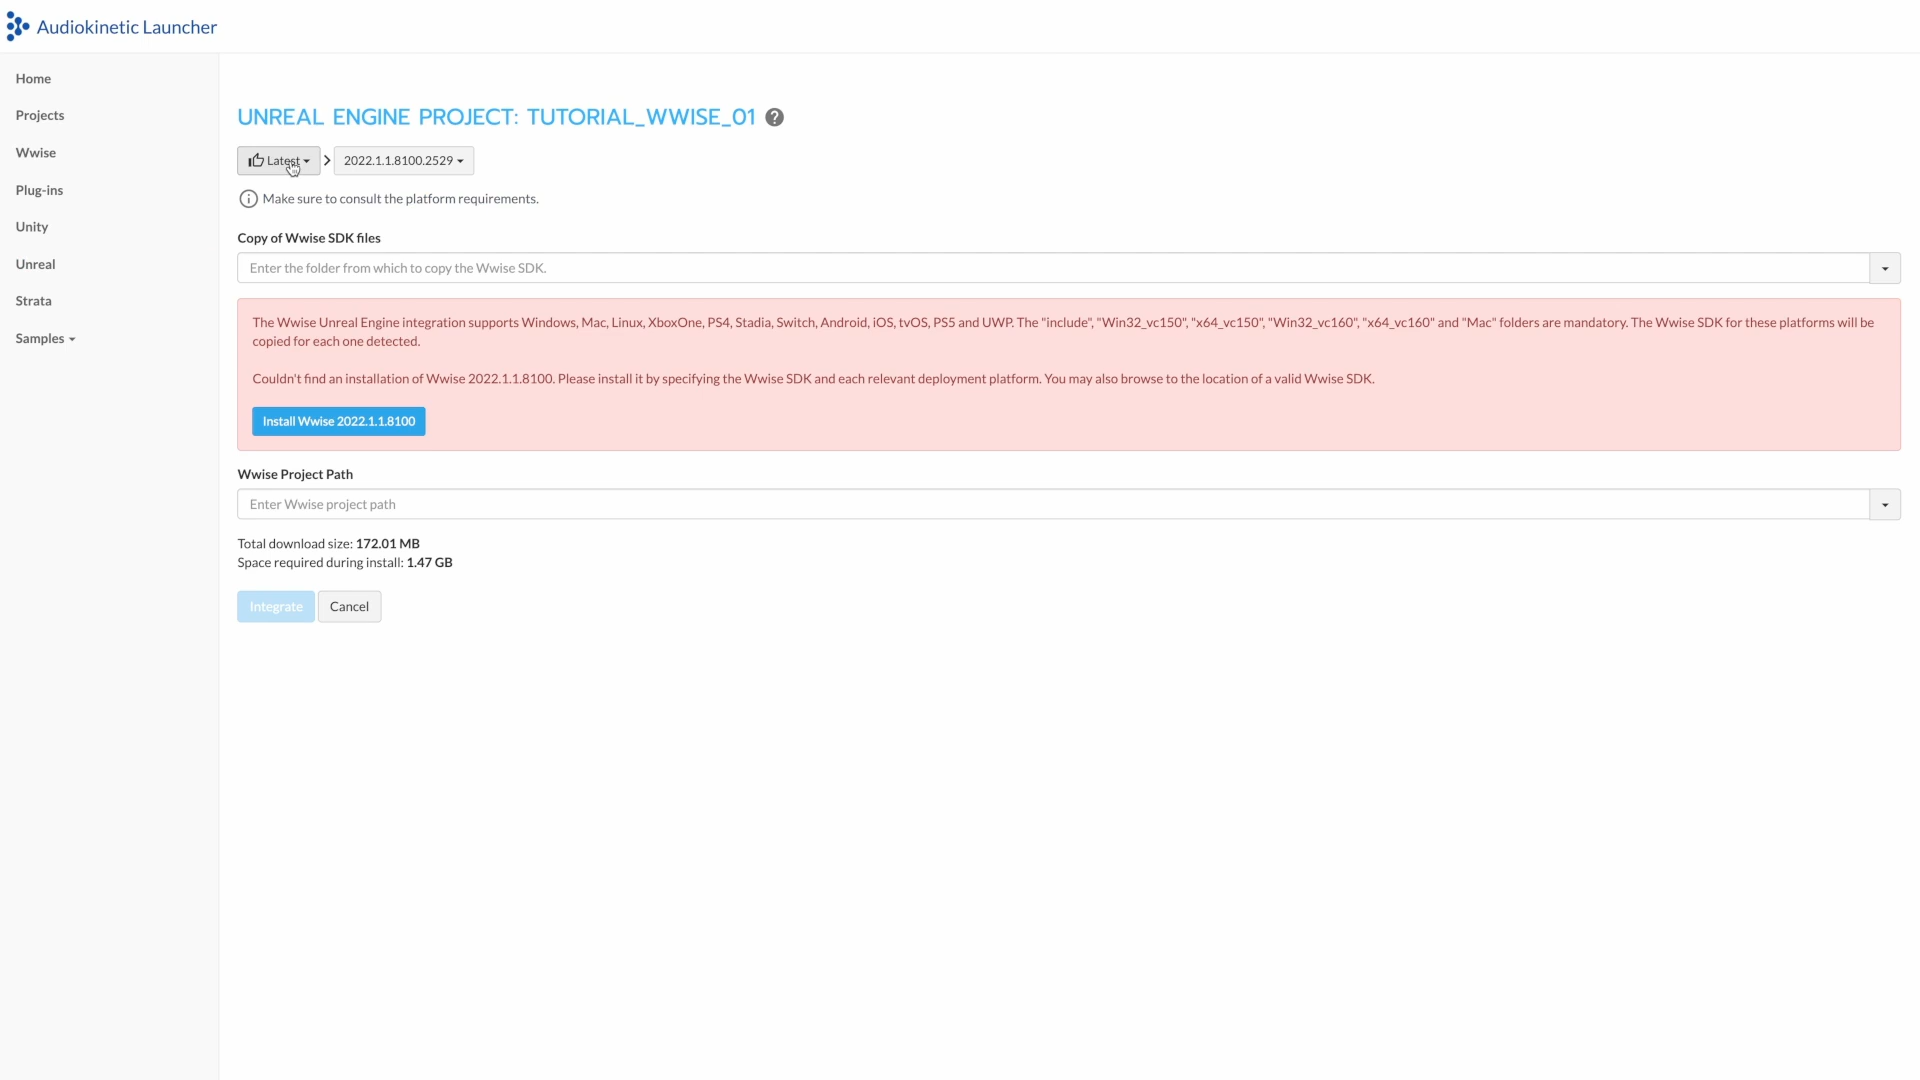 Audiokinetic Launcher
Home
Projects
Wwise
Plug-ins
Unity
Unreal
Strata
Samples
UNREAL ENGINE PROJECT: TUTORIAL_WWISE_01 ?
Latest > 2022.1.1.8100.2529
Make sure to consult the platform requirements.
Copy of Wwise SDK files
Enter the folder from which to copy the Wwise SDK.
The Wwise Unreal Engine integration supports Windows, Mac, Linux, XboxOne, PS4, Stadia, Switch, Android, iOS, tvOS, PS5 and UWP. The "include", "Win32_vc150", "x64_vc150", "Win32_vc160", "x64_vc160" and "Mac" folders are mandatory. The Wwise SDK for these platforms will be
copied for each one detected.
Couldn't find an installation of Wwise 2022.1.1.8100. Please install it by specifying the Wwise SDK and each relevant deployment platform. You may also browse to the location of a valid Wwise SDK.
Install Wwise 2022.1.1.8100
Wwise Project Path
Enter Wwise project path
Total download size: 172.01 MB
Space required during install: 1.47 GB
Integrate Cancel